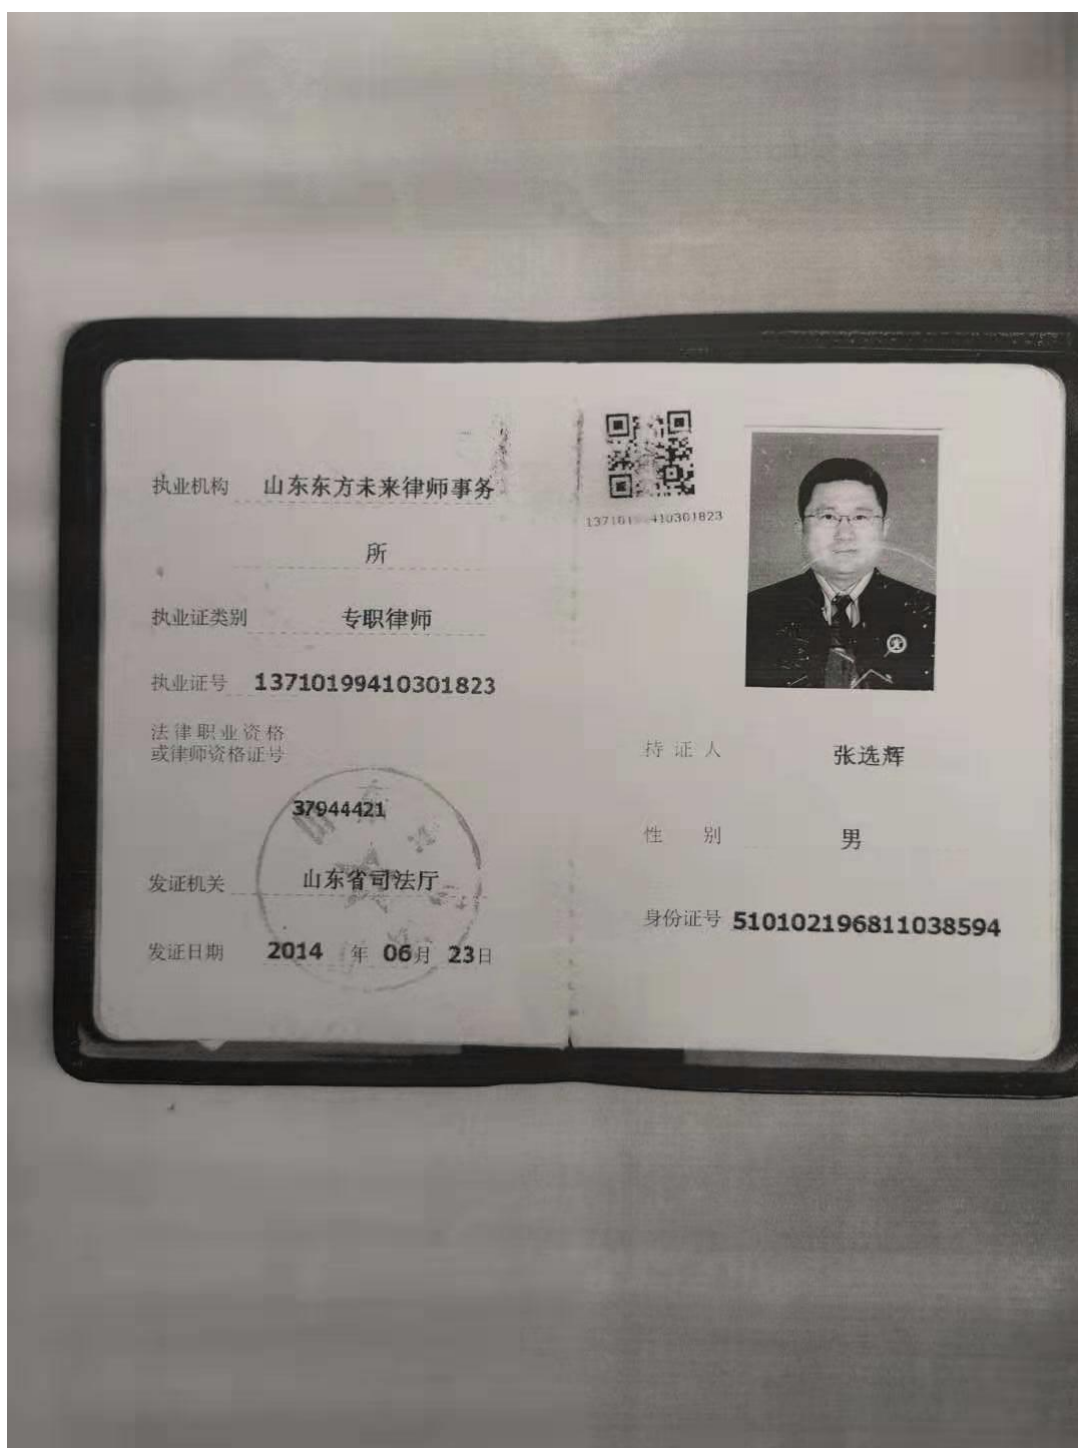 执业机构 山东东方未来律师事务
所
执业证类别 专职律师
执业证号 13710199410301823
法律职业资格
或律师资格证号
37944421
发证机关 山东省司法厅
发证日期 2014 年 06月 23日
持证人 张选辉
性别 男
身份证号 510102196811038594